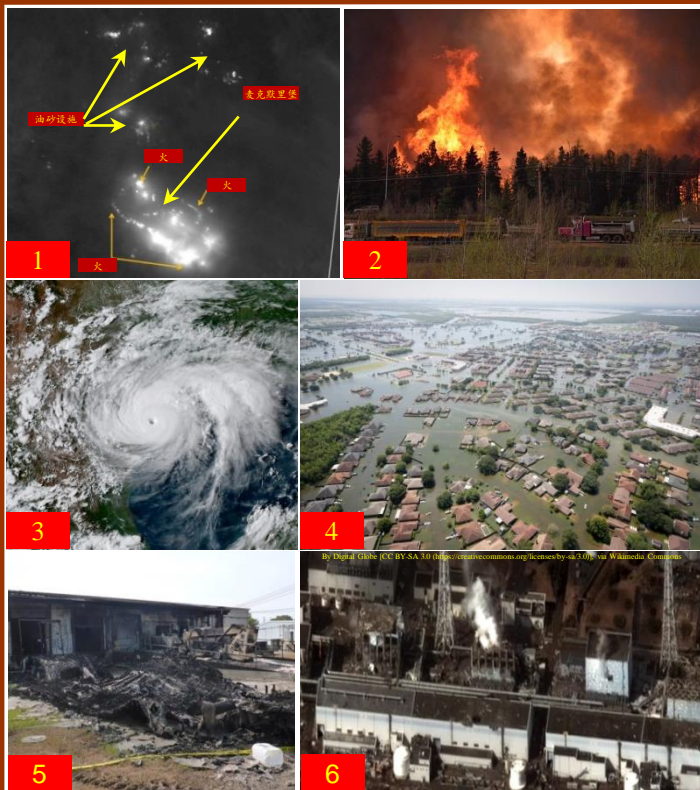 油砂设施
麦克默里堡
火
火
火
1
2
3
4
By Digital Globe [CC BY-SA 3.0 (https://creativecommons.org/licenses/by-sa/3.0)], via Wikimedia Commons
5
6